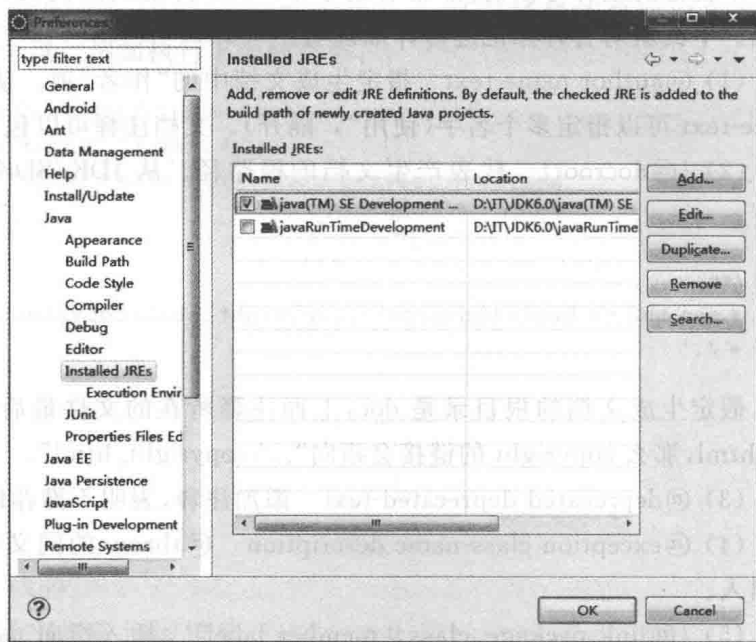 Preferences
type filter text
General
Android
Ant
Data Management
Help
Install/Update
Java
Appearance
Build Path
Code Style
Compiler
Debug
Editor
Installed JREs
Execution Envir
JUnit
Properties Files Ed
Java EE
Java Persistence
JavaScript
Plug-in Development
Remote Systems
Installed JREs
Add, remove or edit JRE definitions. By default, the checked JRE is added to the
build path of newly created Java projects.
Installed JREs:
Name Location
java(TM) SE Development ... D:\IT\JDK6.0\java(TM) SE
javaRunTimeDevelopment D:\IT\JDK6.0\javaRunTime
Add...
Edit...
Duplicate...
Remove
Search...
OK
Cancel